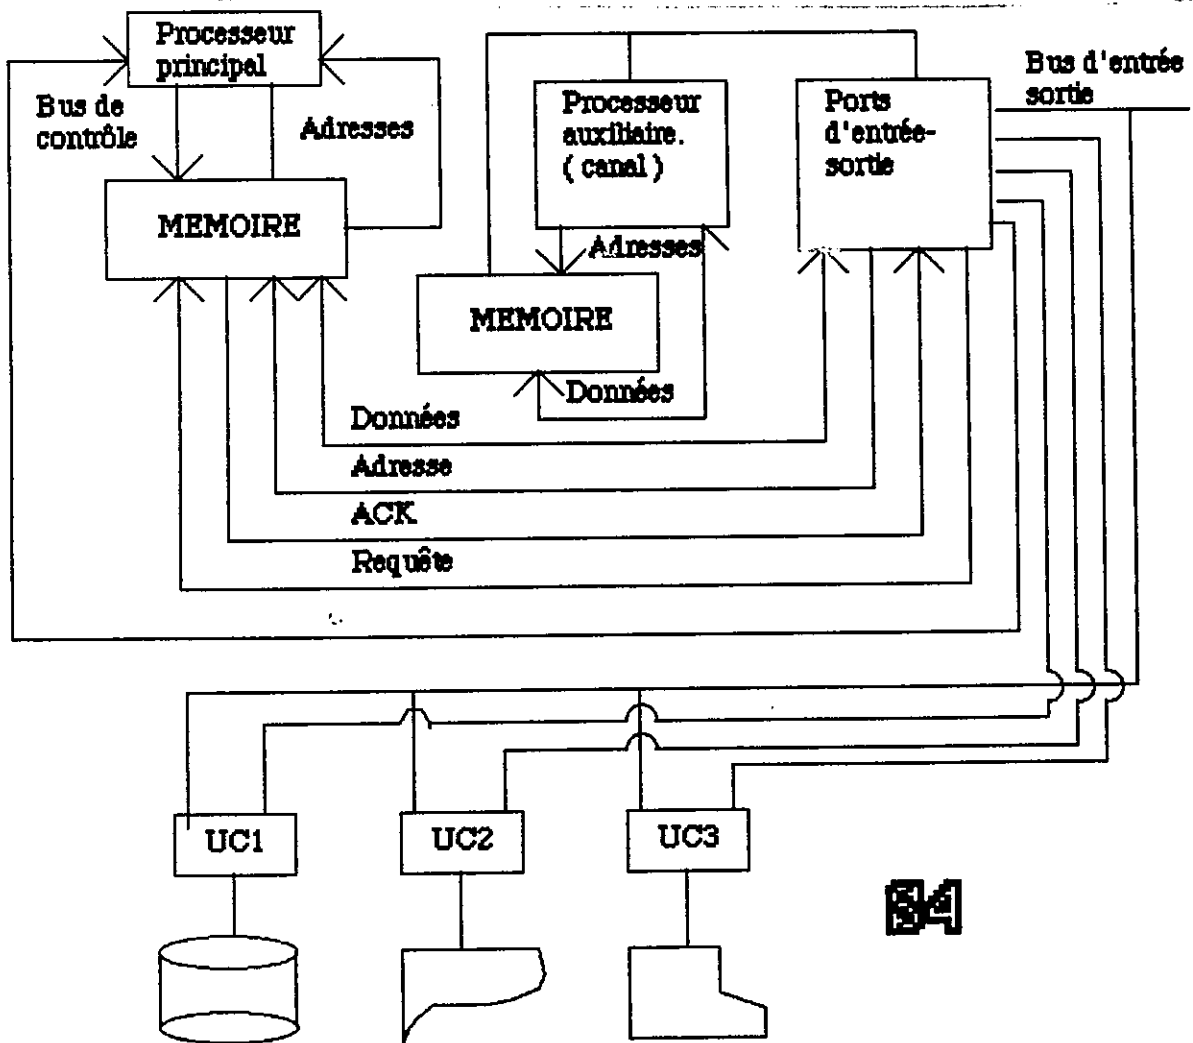 Processeur
principal
Bus de
contrôle
Adresses
MEMOIRE
Processeur
auxiliaire.
( canal )
Adresses
MEMOIRE
Données
Ports
d'entrée-
sortie
Bus d'entrée
sortie
Données
Adresse
ACK
Requête
UC1
UC2
UC3